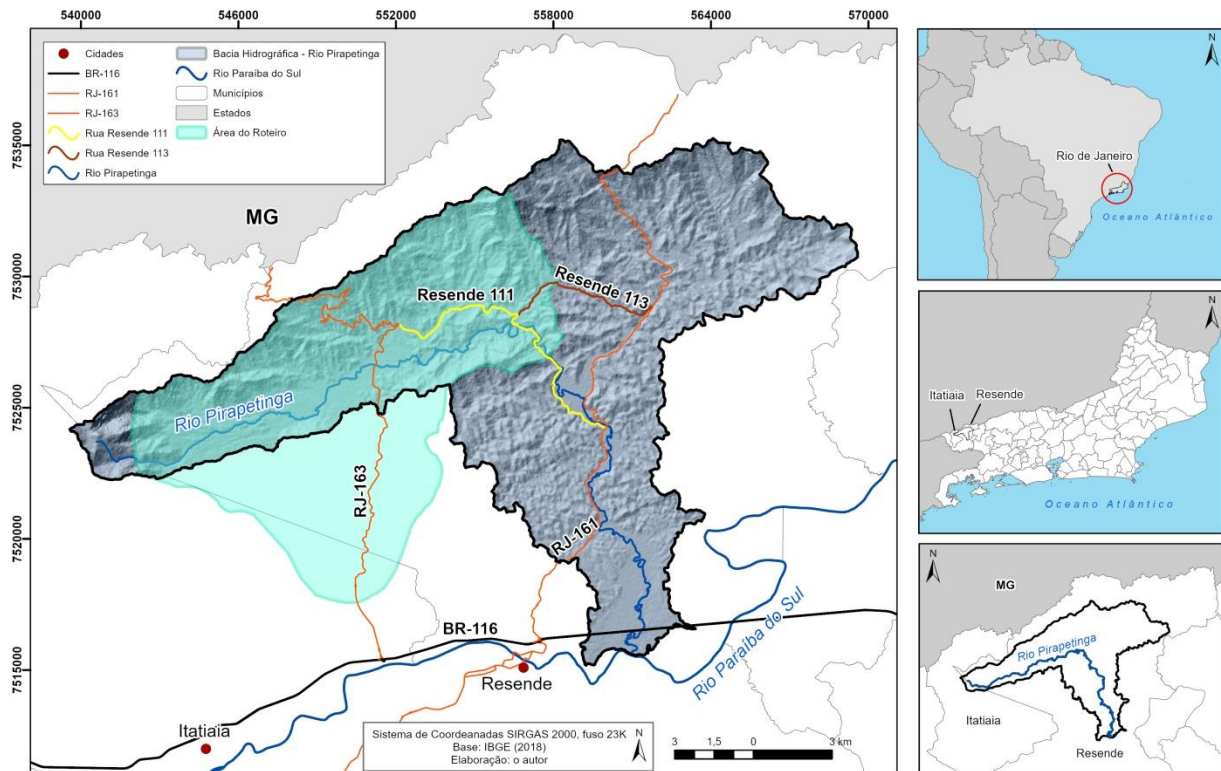 540000
546000
552000
558000
564000
570000
7535000
7530000
7525000
7520000
7515000
Cidades
BR-116
RJ-161
RJ-163
Rua Resende 111
Rua Resende 113
Rio Pirapetinga
Bacia Hidrográfica - Rio Pirapetinga
Rio Paraíba do Sul
Municípios
Estados
Área do Roteiro
MG
Resende 111
Resende 113
Rio Pirapetinga
RJ-163
RJ-161
BR-116
Rio Paraíba do Sul
Resende
Itatiaia
Sistema de Coordeanadas SIRGAS 2000, fuso 23K
Base: IBGE (2018)
Elaboração: o autor
N
3 1,5 0 3 km
N
Rio de Janeiro
Oceano Atlântico
N
Itatiaia
Resende
Oceano Atlântico
N
MG
Rio Pirapetinga
Itatiaia
Resende